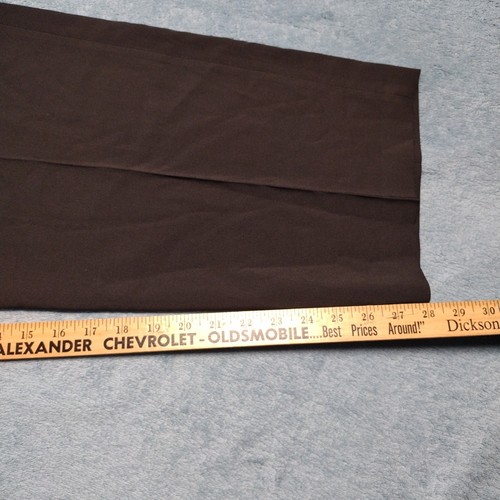 15 16 17 18 19 20 21 22 23 24 25 26 27 28 29 30
ALEXANDER CHEVROLET-OLDSMOBILE....Best Prices Around!" Dickson